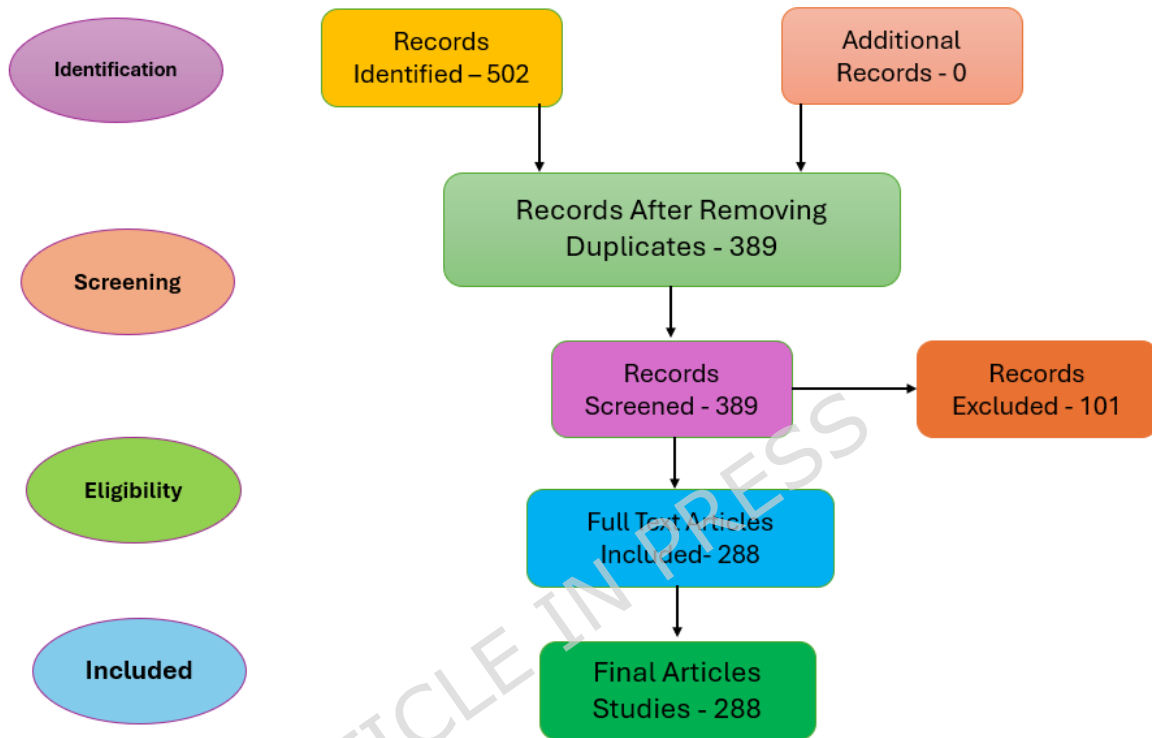 Identification
Records
Identified – 502
Additional
Records - 0
Records After Removing
Duplicates - 389
Screening
Records
Screened - 389
Records
Excluded - 101
Eligibility
Full Text Articles
Included- 288
Included
Final Articles
Studies - 288
TICLE IN PRESS